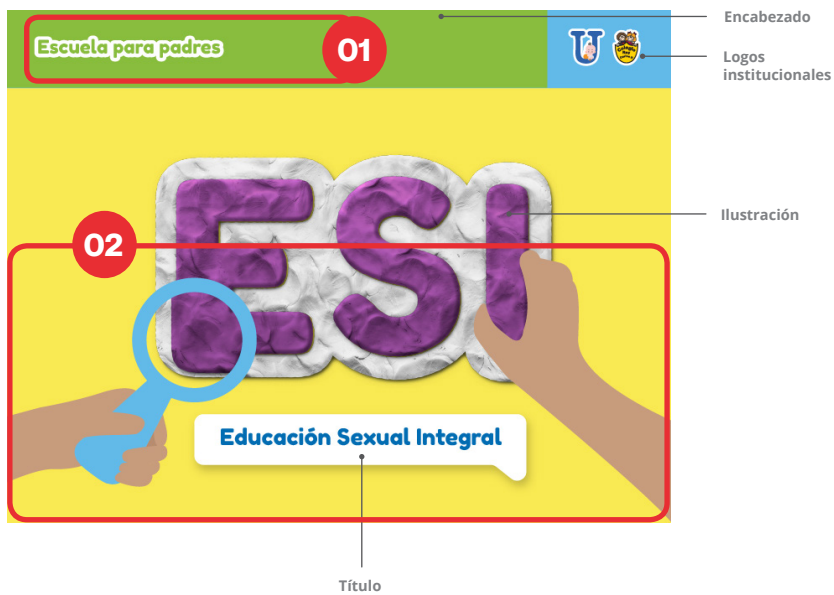 Encabezado
Escuela para padres
01
U
Logos
institucionales
ESI
Ilustración
02
Educación Sexual Integral
Título